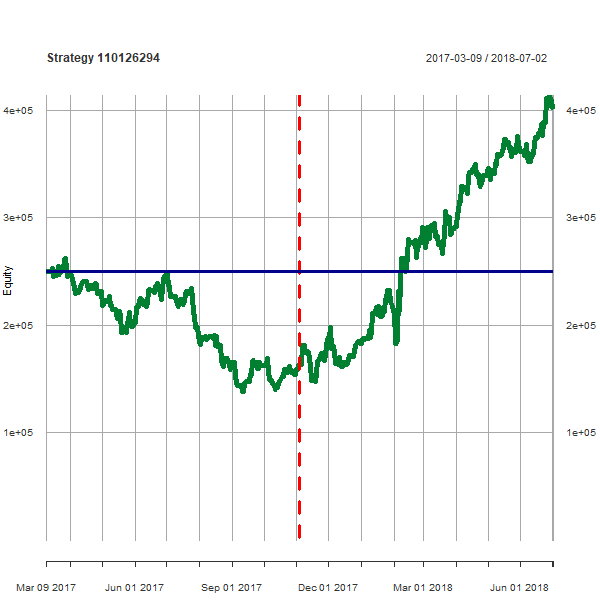 Strategy 110126294
2017-03-09 / 2018-07-02
4e+05
4e+05
3e+05
3e+05
Equity
2e+05
2e+05
1e+05
1e+05
Mar 09 2017
Jun 01 2017
Sep 01 2017
Dec 01 2017
Mar 01 2018
Jun 01 2018